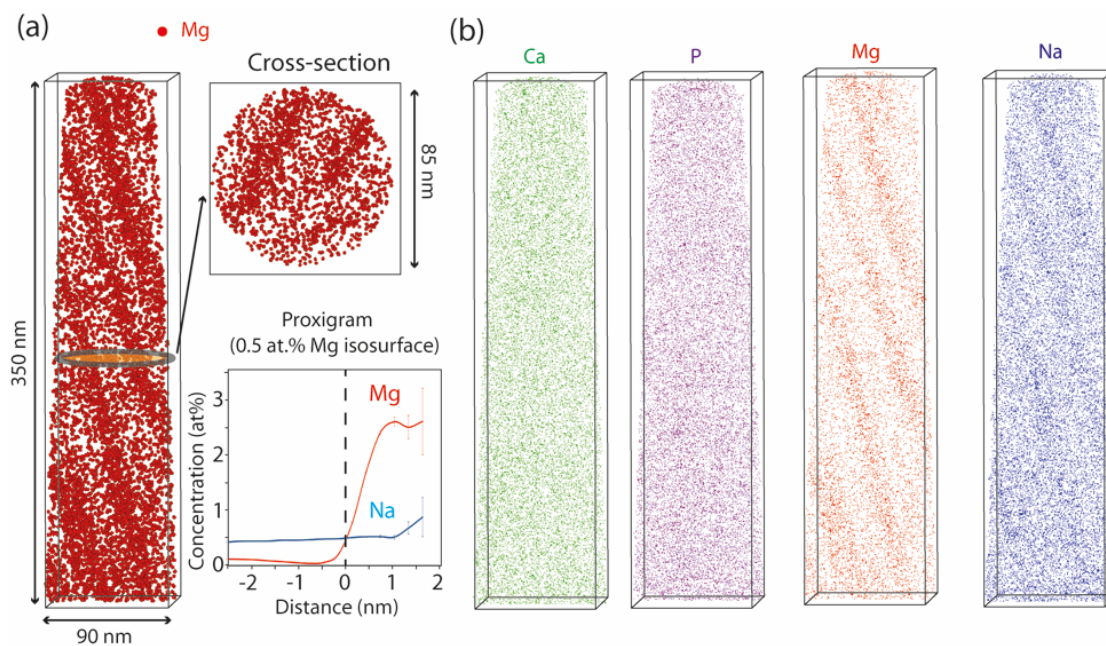 (a)
Mg
Cross-section
350 nm
85 nm
90 nm
Proxigram
(0.5 at.% Mg isosurface)
Concentration (at%)
3
2
1
0
Mg
Na
-2
-1
0
1
2
Distance (nm)
(b)
Ca
P
Mg
Na